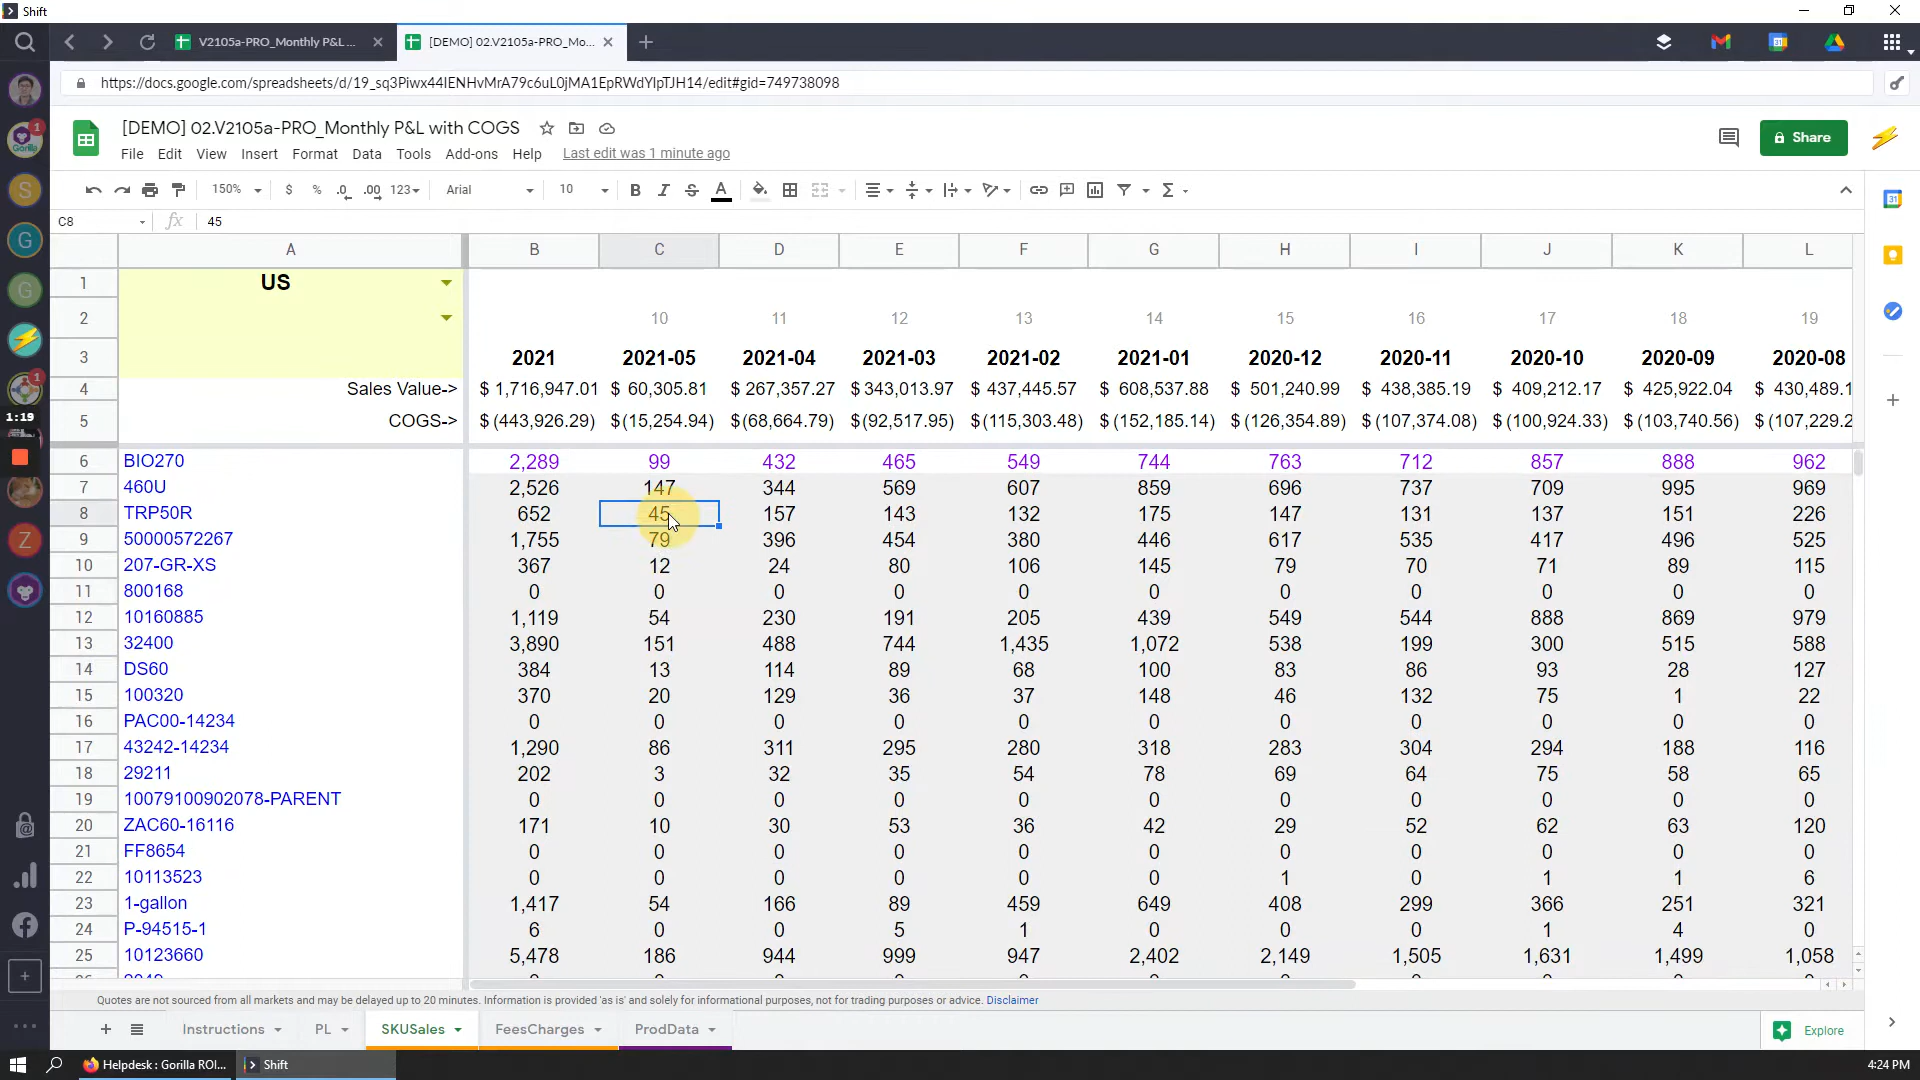 Shift
V2105a-PRO_Monthly P&L ...
[DEMO] 02.V2105a-PRO_Mo...
https://docs.google.com/spreadsheets/d/19_sq3Piwx44IENHvMrA79c6uL0jMA1EpRWdYlpTJH14/edit#gid=749738098
[DEMO] 02.V2105a-PRO_Monthly P&L with COGS
Share
File Edit View Insert Format Data Tools Add-ons Help Last edit was 1 minute ago
150% $ % .0 .00 123 Arial 10 B I S A
C8 fx 45
A B C D E F G H I J K L
1 US
2 10 11 12 13 14 15 16 17 18 19
3 2021 2021-05 2021-04 2021-03 2021-02 2021-01 2020-12 2020-11 2020-10 2020-09 2020-08
4 Sales Value-> $ 1,716,947.01 $ 60,305.81 $ 267,357.27 $ 343,013.97 $ 437,445.57 $ 608,537.88 $ 501,240.99 $ 438,385.19 $ 409,212.17 $ 425,922.04 $ 430,489.1
5 COGS-> $ (443,926.29) $ (15,254.94) $ (68,664.79) $ (92,517.95) $ (115,303.48) $ (152,185.14) $ (126,354.89) $ (107,374.08) $ (100,924.33) $ (103,740.56) $ (107,229.2
6 BIO270 2,289 99 432 465 549 744 763 712 857 888 962
7 460U 2,526 147 344 569 607 859 696 737 709 995 969
8 TRP50R 652 45 157 143 132 175 147 131 137 151 226
9 50000572267 1,755 79 396 454 380 446 617 535 417 496 525
10 207-GR-XS 367 12 24 80 106 145 79 70 71 89 115
11 800168 0 0 0 0 0 0 0 0 0 0 0
12 10160885 1,119 54 230 191 205 439 549 544 888 869 979
13 32400 3,890 151 488 744 1,435 1,072 538 199 300 515 588
14 DS60 384 13 114 89 68 100 83 86 93 28 127
15 100320 370 20 129 36 37 148 46 132 75 1 22
16 PAC00-14234 0 0 0 0 0 0 0 0 0 0 0
17 43242-14234 1,290 86 311 295 280 318 283 304 294 188 116
18 29211 202 3 32 35 54 78 69 64 75 58 65
19 10079100902078-PARENT 0 0 0 0 0 0 0 0 0 0 0
20 ZAC60-16116 171 10 30 53 36 42 29 52 62 63 120
21 FF8654 0 0 0 0 0 0 0 0 0 0 0
22 10113523 0 0 0 0 0 0 1 0 1 1 6
23 1-gallon 1,417 54 166 89 459 649 408 299 366 251 321
24 P-94515-1 6 0 0 5 1 0 0 0 1 4 0
25 10123660 5,478 186 944 999 947 2,402 2,149 1,505 1,631 1,499 1,058
Quotes are not sourced from all markets and may be delayed up to 20 minutes. Information is provided 'as is' and solely for informational purposes, not for trading purposes or advice. Disclaimer
Instructions PL SKUSales FeesCharges ProdData
Explore
1:19
Helpdesk : Gorilla ROI... Shift
4:24 PM